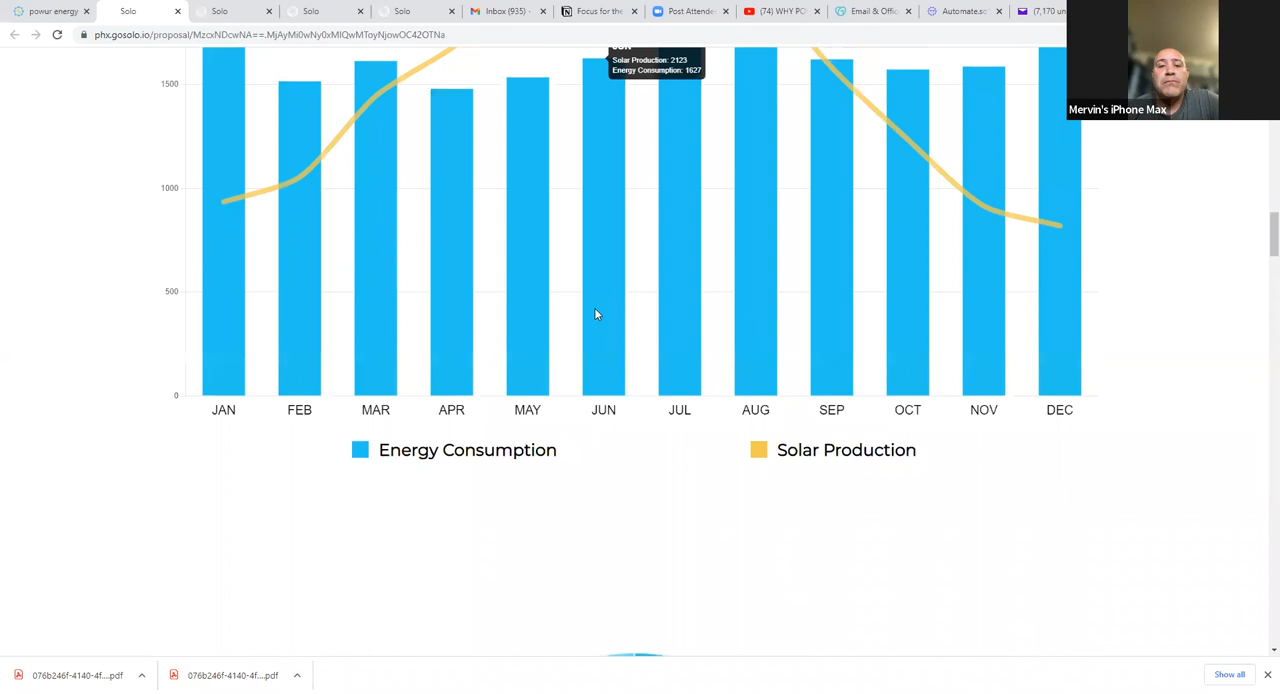 powur energy
Solo
Solo
Solo
Solo
Inbox (935) -
Focus for the
Post Attende
(74) WHY PO
Email & Offic
Automate.so
(7,170 un
phx.gosolo.io/proposal/MzcxNDcwNA==.MjAyMi0wNy0xMlQwMToyNjowOC42OTNa
Solar Production: 2123
Energy Consumption: 1627
Mervin's iPhone Max
1500
1000
500
0
JAN FEB MAR APR MAY JUN JUL AUG SEP OCT NOV DEC
Energy Consumption
Solar Production
076b246f-4140-4f....pdf
076b246f-4140-4f....pdf
Show all